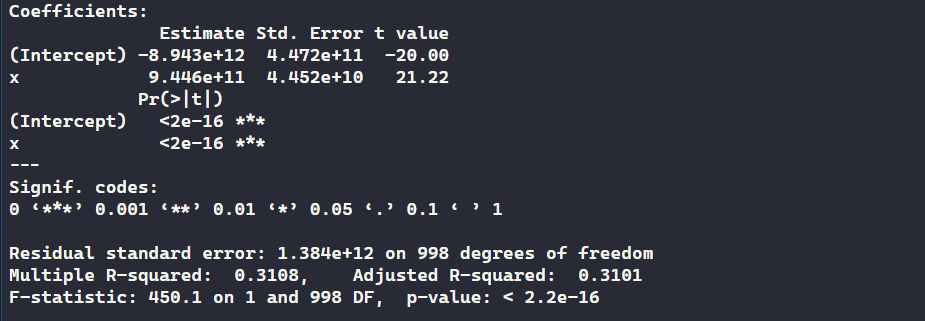 Coefficients:
              Estimate Std. Error t value
(Intercept) -8.943e+12  4.472e+11  -20.00
x            9.446e+11  4.452e+10   21.22
            Pr(>|t|)
(Intercept)   <2e-16 ***
x             <2e-16 ***
---
Signif. codes:
0 ‘***’ 0.001 ‘**’ 0.01 ‘*’ 0.05 ‘.’ 0.1 ‘ ’ 1

Residual standard error: 1.384e+12 on 998 degrees of freedom
Multiple R-squared:  0.3108,	Adjusted R-squared:  0.3101
F-statistic: 450.1 on 1 and 998 DF,  p-value: < 2.2e-16